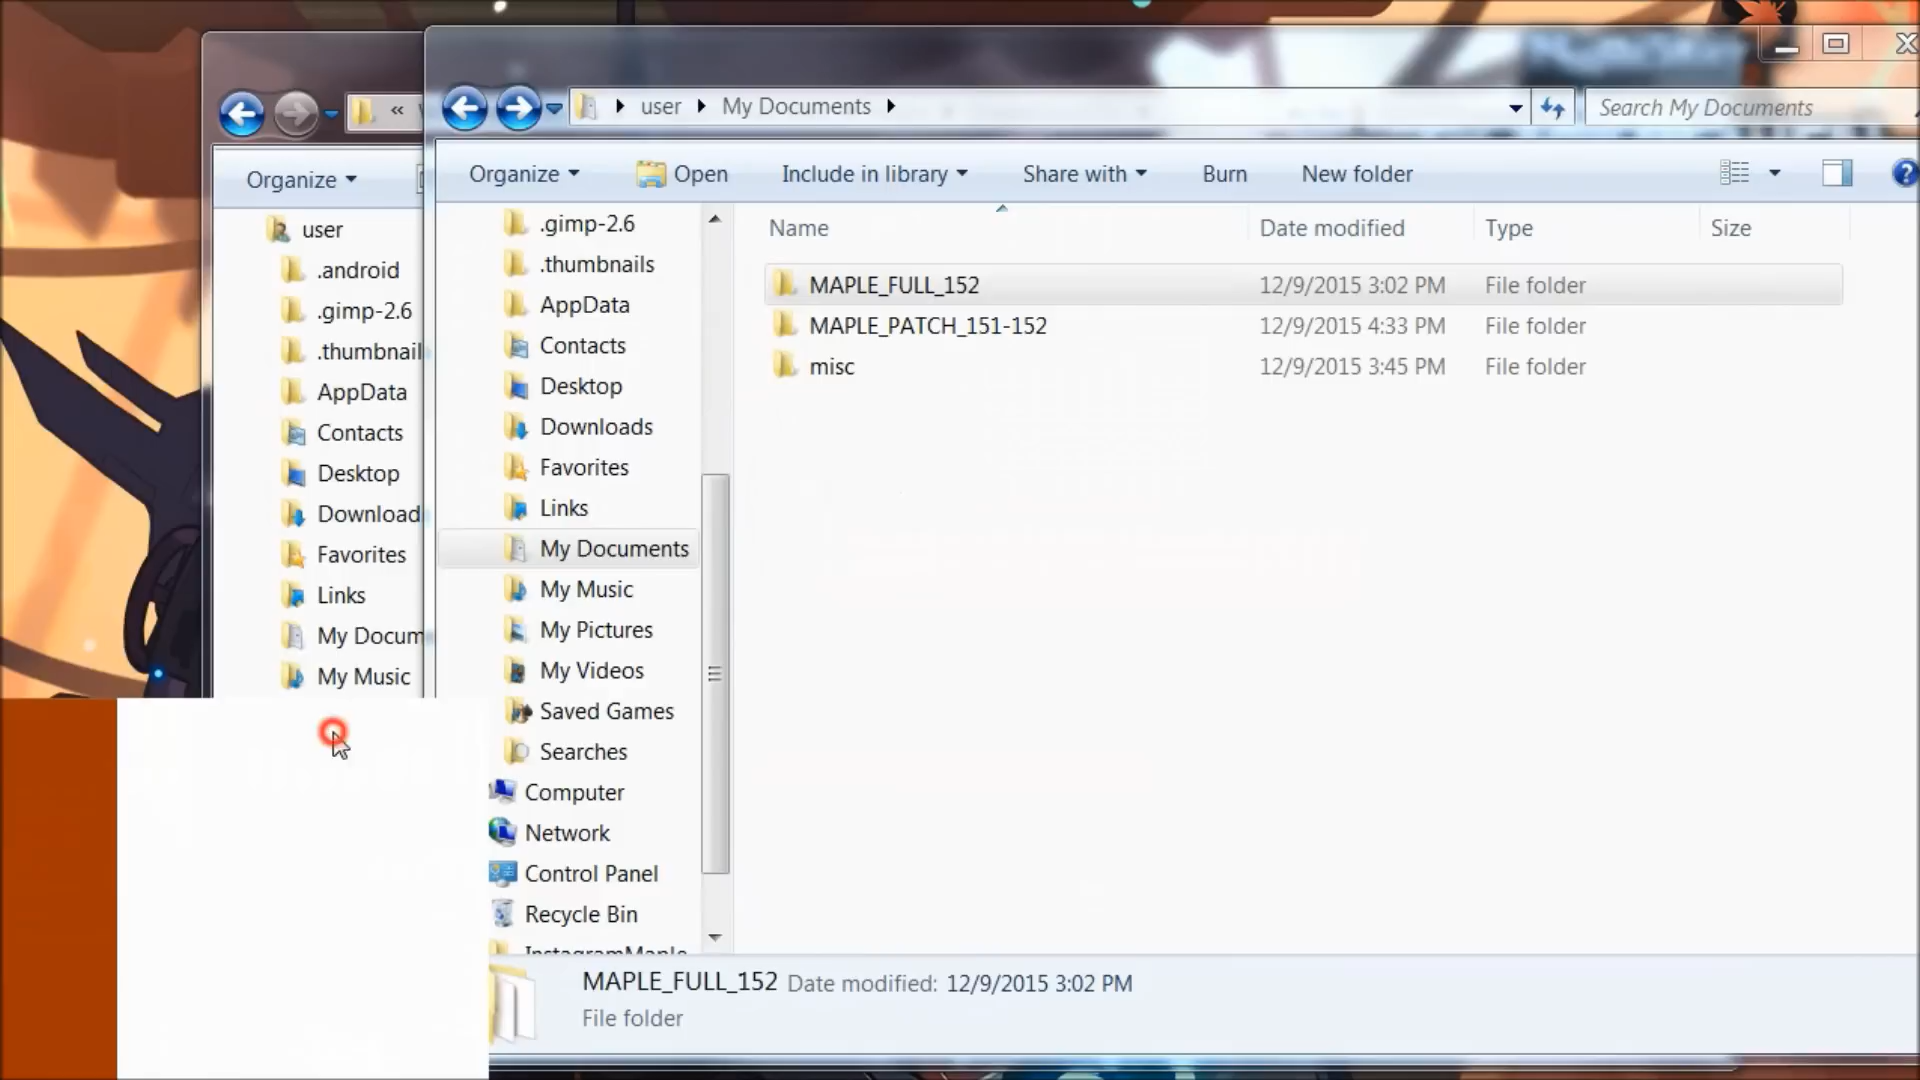 «
Organize
user
.android
.gimp-2.6
.thumbnail
AppData
Contacts
Desktop
Download
Favorites
Links
My Docum
My Music
user
My Documents
Search My Documents
Organize
Open
Include in library
Share with
Burn
New folder
.gimp-2.6
.thumbnails
AppData
Contacts
Desktop
Downloads
Favorites
Links
My Documents
My Music
My Pictures
My Videos
Saved Games
Searches
Computer
Network
Control Panel
Recycle Bin
InstagramMaple
Name Date modified Type Size
MAPLE_FULL_152 12/9/2015 3:02 PM File folder
MAPLE_PATCH_151-152 12/9/2015 4:33 PM File folder
misc 12/9/2015 3:45 PM File folder
MAPLE_FULL_152 Date modified: 12/9/2015 3:02 PM
File folder